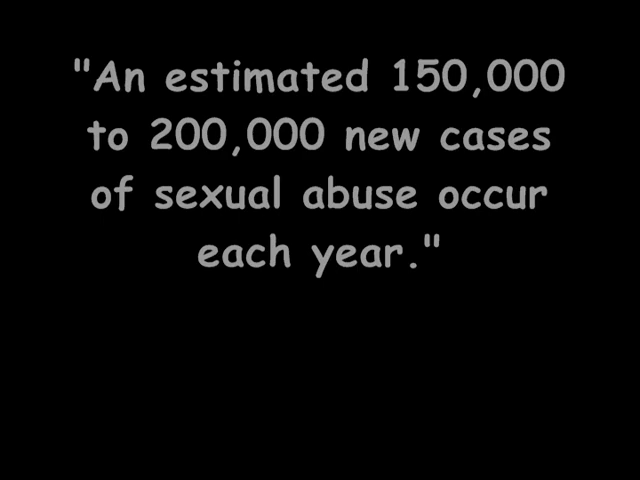 "An estimated 150,000
to 200,000 new cases
of sexual abuse occur
each year."